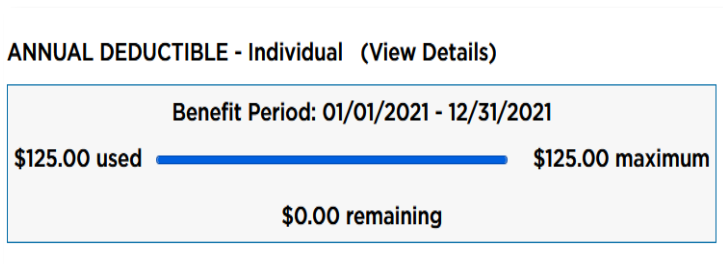 ANNUAL DEDUCTIBLE - Individual (View Details)
Benefit Period: 01/01/2021 - 12/31/2021
$125.00 used $125.00 maximum
$0.00 remaining